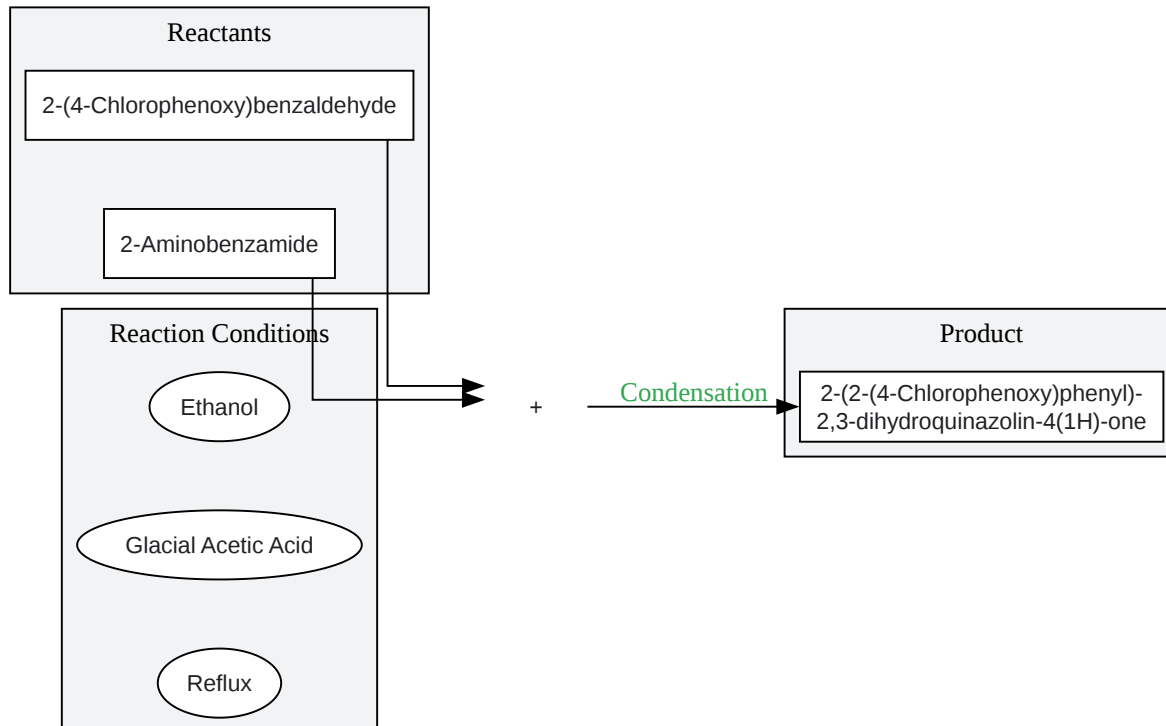 Reactants
2-(4-Chlorophenoxy)benzaldehyde
2-Aminobenzamide
Reaction Conditions
Ethanol
Glacial Acetic Acid
Reflux
+
Condensation
Product
2-(2-(4-Chlorophenoxy)phenyl)-
2,3-dihydroquinazolin-4(1H)-one